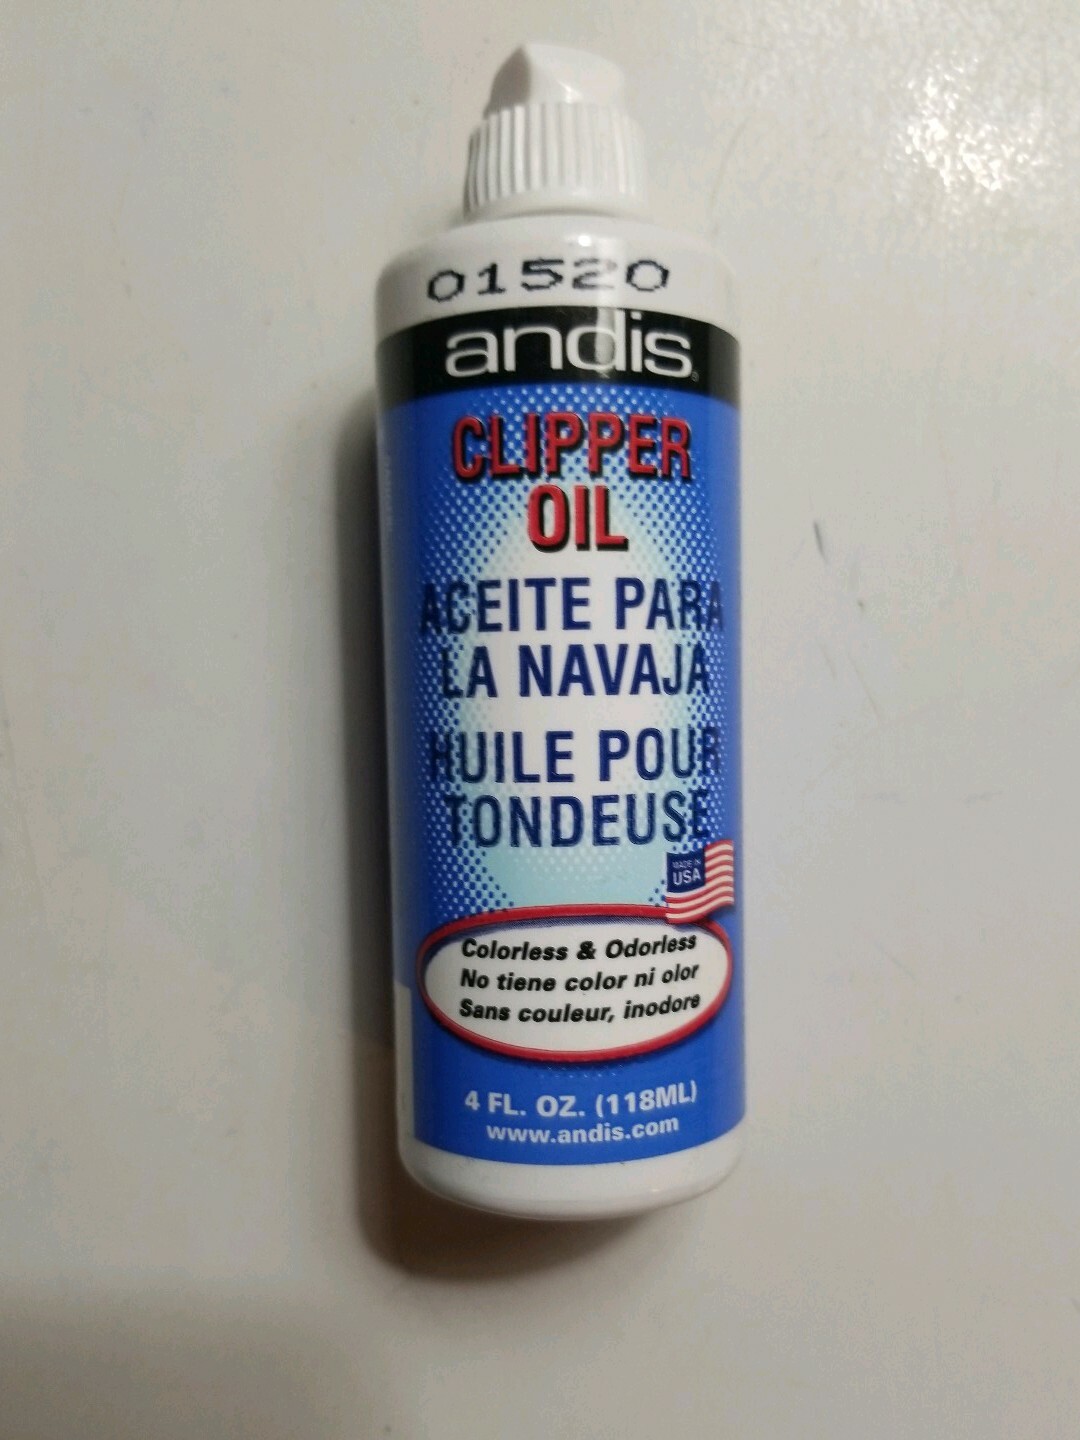 01520
andis
CLIPPER
OIL
ACEITE PARA
LA NAVAJA
HUILE POUR
TONDEUSE
MADE IN
USA
Colorless & Odorless
No tiene color ni olor
Sans couleur, inodore
4 FL. OZ. (118ML)
www.andis.com